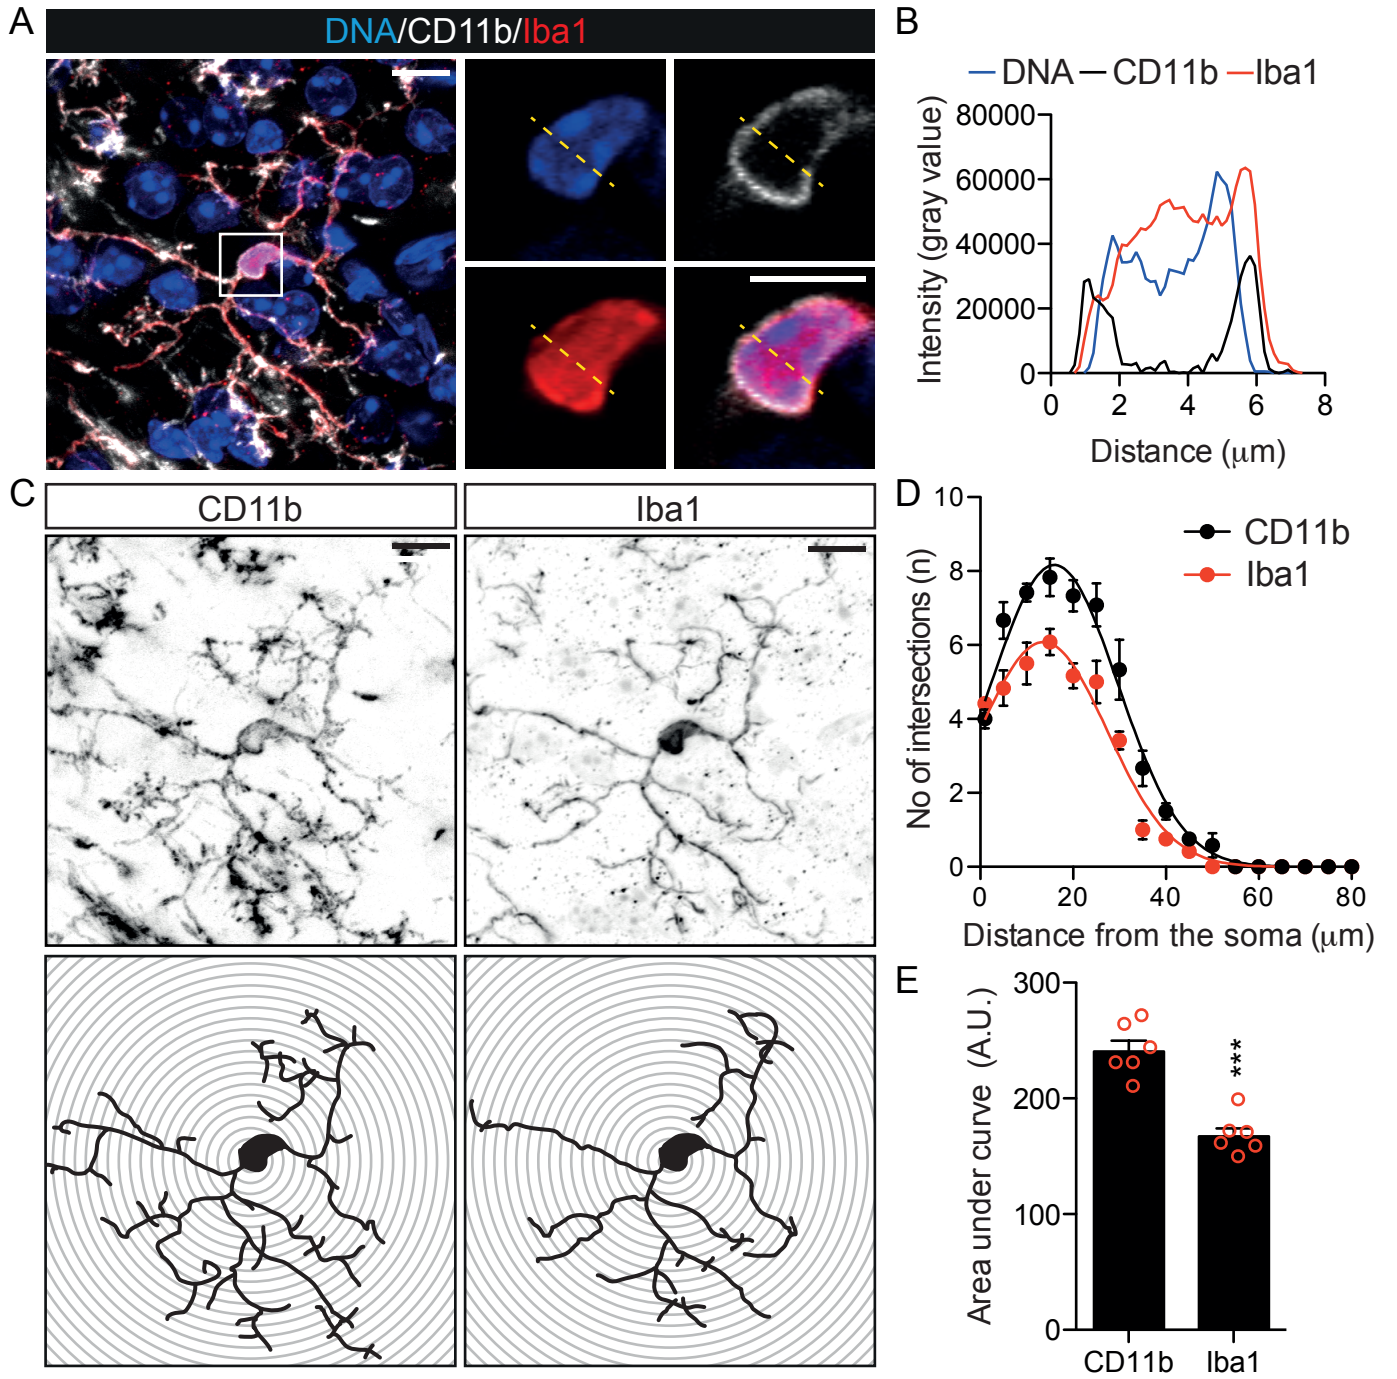 A
DNA/CD11b/Iba1
B
DNA CD11b Iba1
80000
60000
40000
20000
0
Intensity (gray value)
0 2 4 6 8
Distance (μm)
C
CD11b
Iba1
D
10
8
6
4
2
0
No of intersections (n)
CD11b
Iba1
0 20 40 60 80
Distance from the soma (μm)
E
300
200
100
0
Area under curve (A.U.)
***
CD11b Iba1